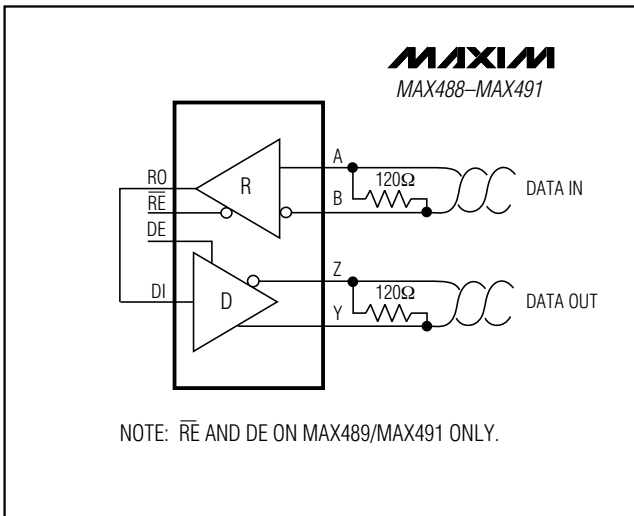 MAXIM
MAX488–MAX491
A
RO
R
120Ω
DATA IN
RE
B
DE
Z
DI
D
120Ω
DATA OUT
Y
NOTE: RE AND DE ON MAX489/MAX491 ONLY.